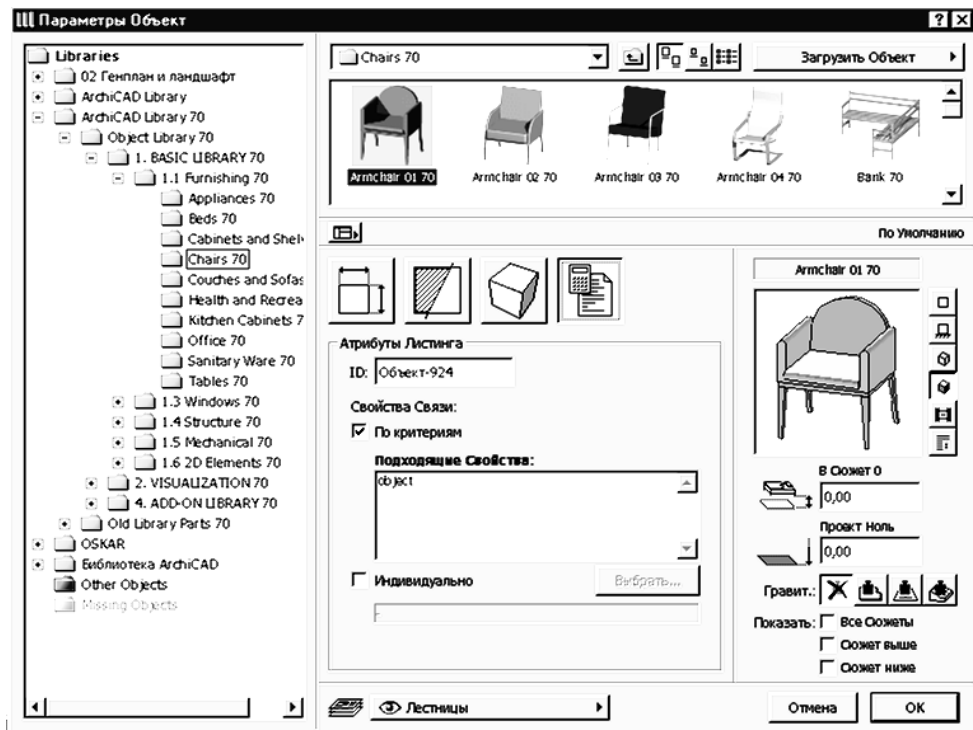 Параметры Объект
Libraries
02 Генплан и ландшафт
ArchiCAD Library
ArchiCAD Library 70
Object Library 70
1. BASIC LIBRARY 70
1.1 Furnishing 70
Appliances 70
Beds 70
Cabinets and Shel
Chairs 70
Couches and Sofas
Health and Recrea
Kitchen Cabinets 7
Office 70
Sanitary Ware 70
Tables 70
1.3 Windows 70
1.4 Structure 70
1.5 Mechanical 70
1.6 2D Elements 70
2. VISUALIZATION 70
4. ADD-ON LIBRARY 70
Old Library Parts 70
OSKAR
Библиотека ArchiCAD
Other Objects
Missing Objects
Chairs 70
Загрузить Объект
Armchair 01 70
Armchair 02 70
Armchair 03 70
Armchair 04 70
Bank 70
По Умолчанию
Атрибуты Листинга
ID: Объект-924
Свойства Связи:
По критериям
Подходящие Свойства:
object
Индивидуально
Выбрать...
-
Armchair 01 70
В Сюжет 0
0,00
Проект Ноль
0,00
Гравит.:
Показать:
Все Сюжеты
Сюжет выше
Сюжет ниже
Лестницы
Отмена
OK